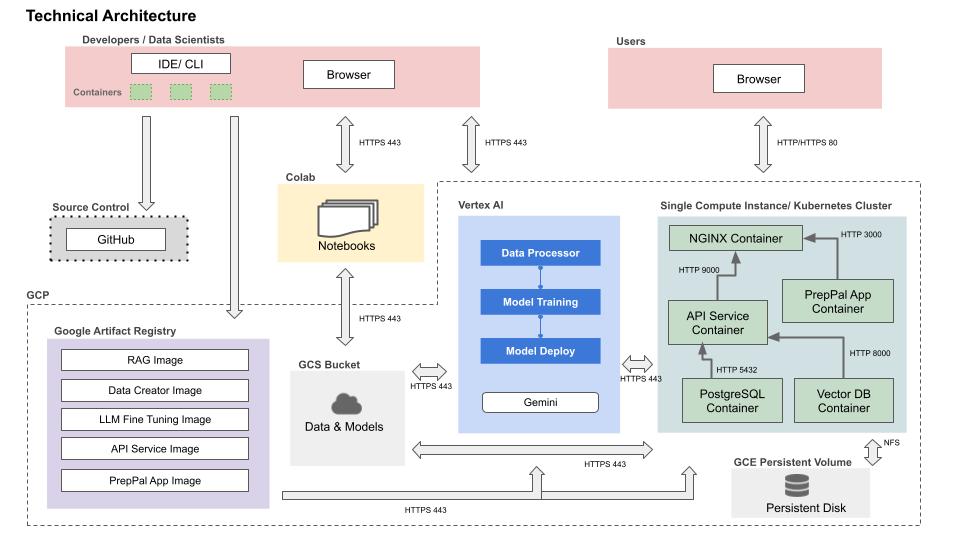 Technical Architecture
Developers / Data Scientists
IDE/ CLI
Containers
Browser
Users
Browser
HTTPS 443
HTTPS 443
HTTP/HTTPS 80
Colab
Notebooks
Source Control
GitHub
GCP
HTTPS 443
Vertex AI
Data Processor
Model Training
Model Deploy
Gemini
Single Compute Instance/ Kubernetes Cluster
NGINX Container
HTTP 3000
HTTP 9000
PrepPal App
Container
API Service
Container
HTTP 8000
HTTP 5432
PostgreSQL
Container
Vector DB
Container
Google Artifact Registry
RAG Image
Data Creator Image
LLM Fine Tuning Image
API Service Image
PrepPal App Image
GCS Bucket
Data & Models
HTTPS 443
HTTPS 443
HTTPS 443
HTTPS 443
NFS
GCE Persistent Volume
Persistent Disk